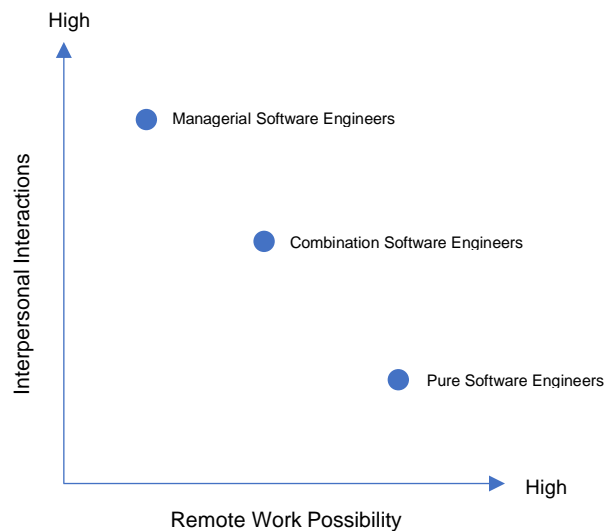 High
Managerial Software Engineers
Combination Software Engineers
Interpersonal Interactions
Pure Software Engineers
High
Remote Work Possibility